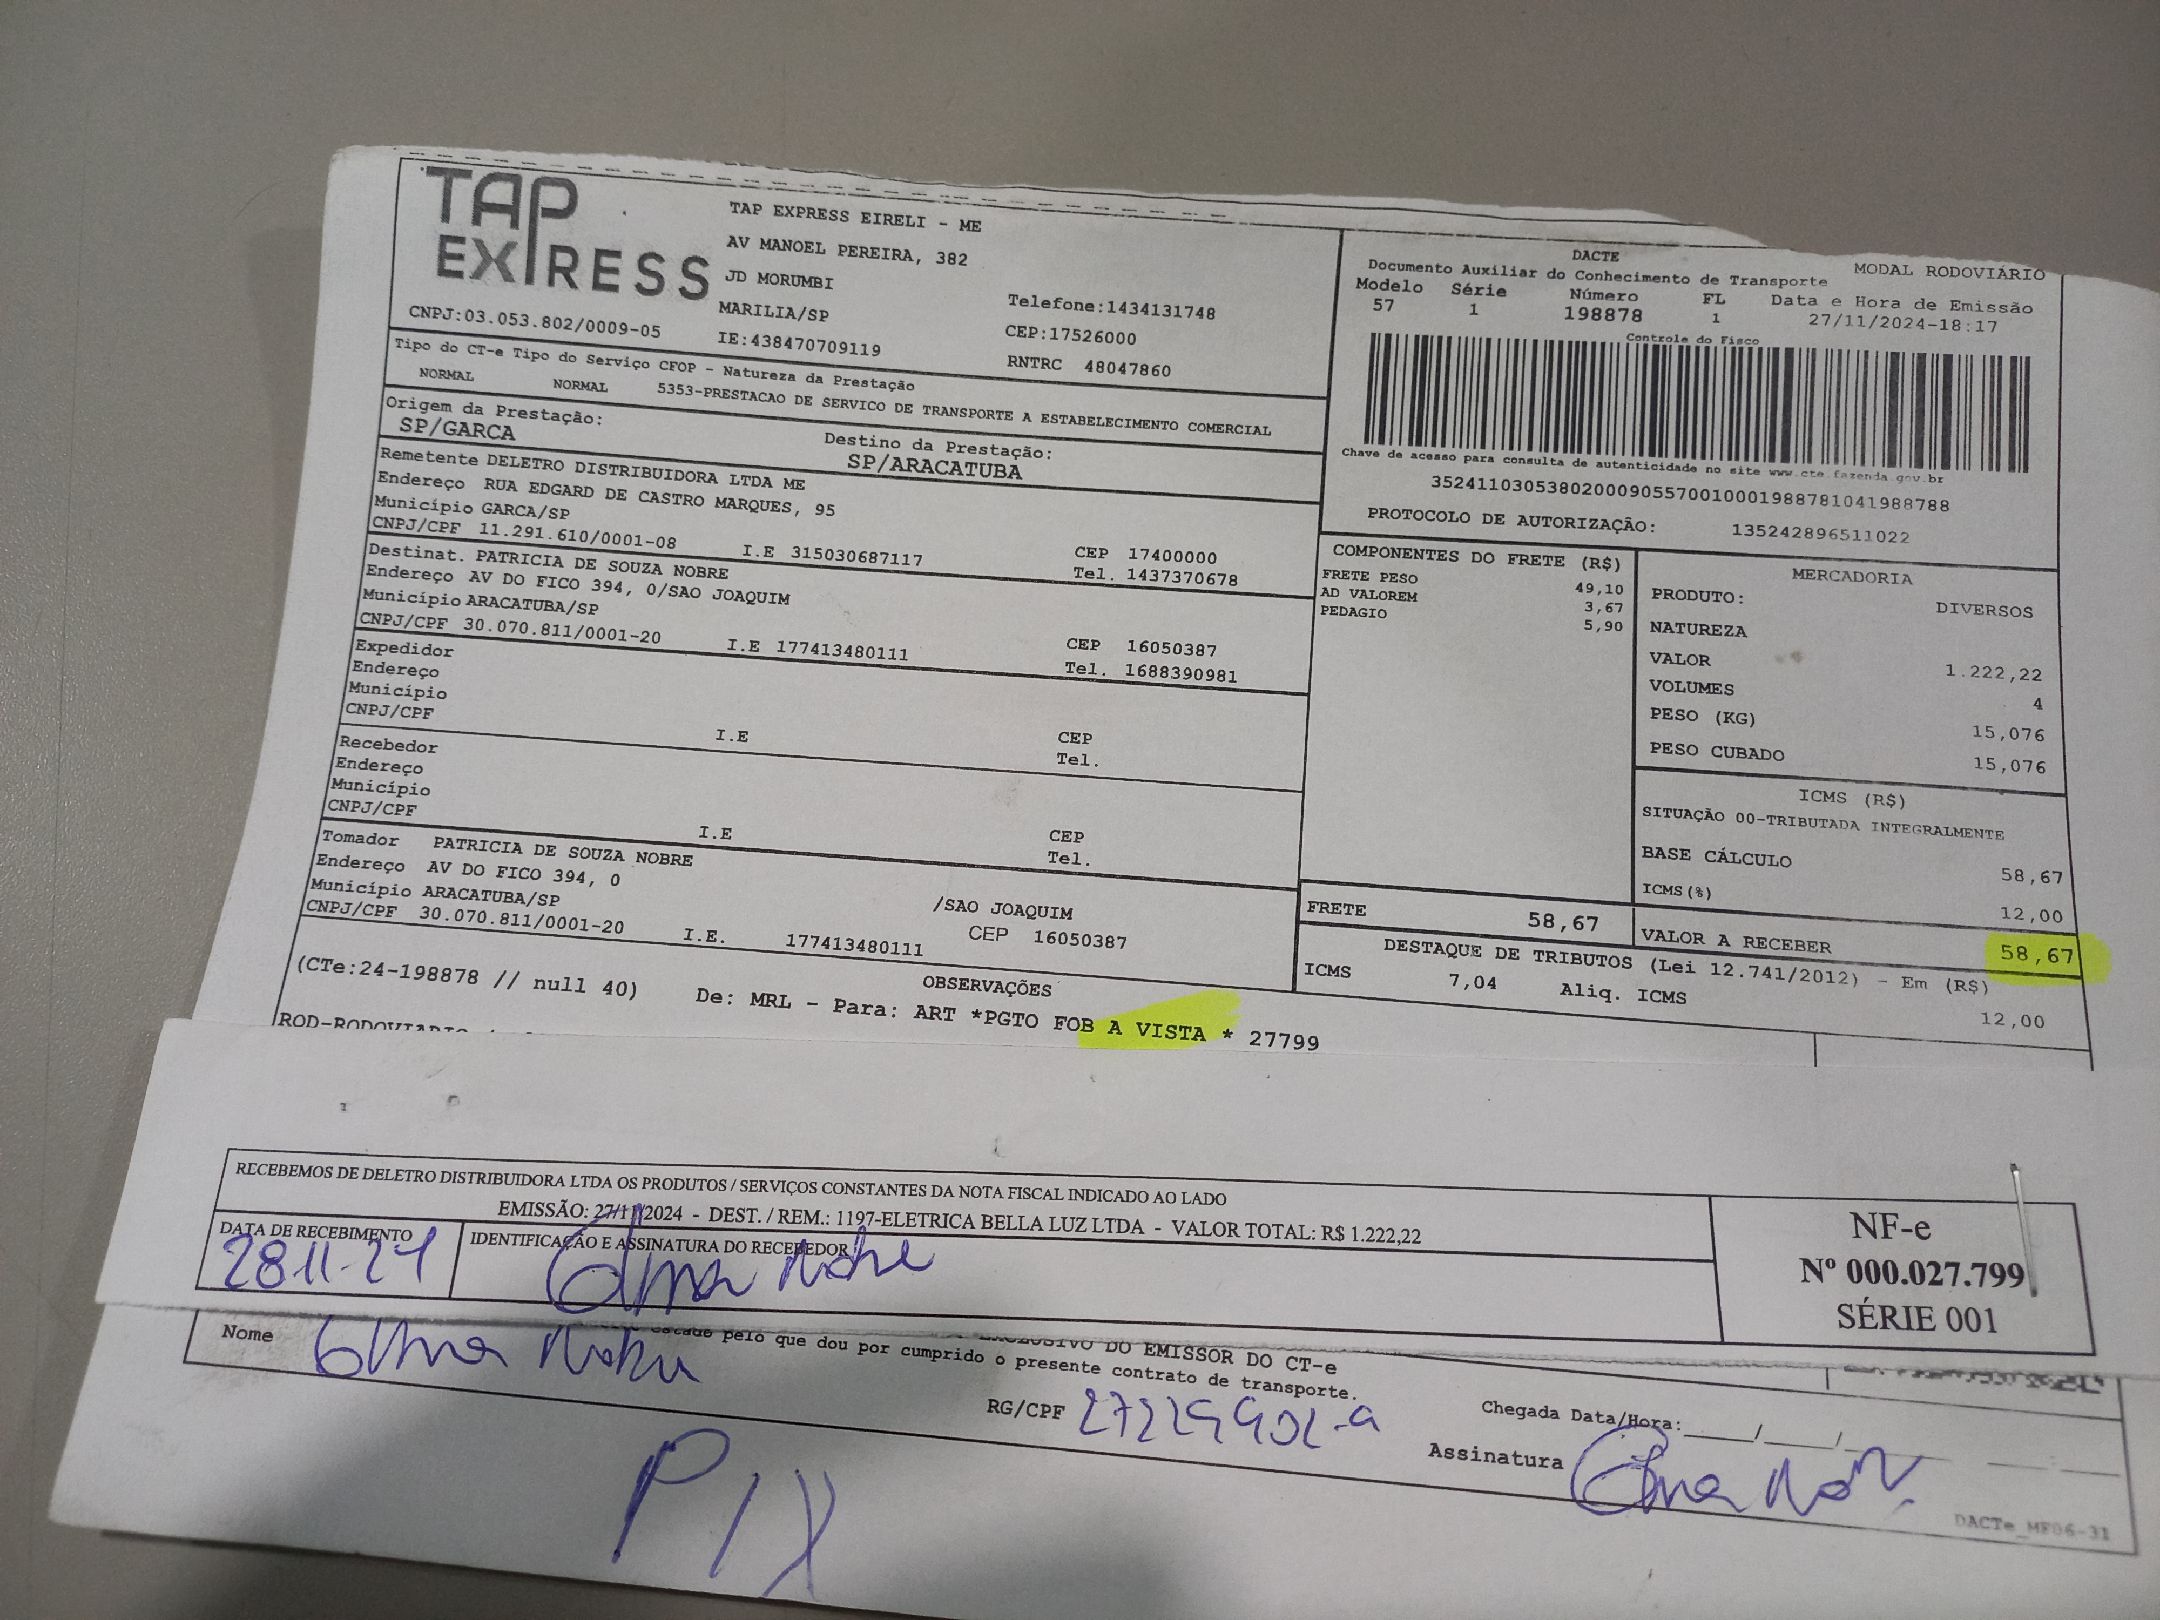 TAP
EXPRESS
TAP EXPRESS EIRELI - ME
AV MANOEL PEREIRA, 382
JD MORUMBI
MARILIA/SP
Telefone:1434131748
CNPJ:03.053.802/0009-05
IE:438470709119
CEP:17526000
RNTRC 48047860
DACTE
MODAL RODOVIÁRIO
Documento Auxiliar do Conhecimento de Transporte
Modelo Série Número FL Data e Hora de Emissão
57 1 198878 1 27/11/2024-18:17
Controle do Fisco
Chave de acesso para consulta de autenticidade no site www.cte.fazenda.gov.br
35241103053802000905570010001988781041988788
PROTOCOLO DE AUTORIZAÇÃO: 135242896511022
Tipo do CT-e Tipo do Serviço CFOP - Natureza da Prestação
NORMAL NORMAL 5353-PRESTACAO DE SERVICO DE TRANSPORTE A ESTABELECIMENTO COMERCIAL
Origem da Prestação: Destino da Prestação:
SP/GARCA SP/ARACATUBA
Remetente DELETRO DISTRIBUIDORA LTDA ME
Endereço RUA EDGARD DE CASTRO MARQUES, 95
Município GARCA/SP CEP 17400000
CNPJ/CPF 11.291.610/0001-08 I.E 315030687117 Tel. 1437370678
Destinat. PATRICIA DE SOUZA NOBRE
Endereço AV DO FICO 394, 0/SAO JOAQUIM
Município ARACATUBA/SP CEP 16050387
CNPJ/CPF 30.070.811/0001-20 I.E 177413480111 Tel. 1688390981
Expedidor
Endereço
Município CEP
CNPJ/CPF I.E Tel.
Recebedor
Endereço
Município CEP
CNPJ/CPF I.E Tel.
Tomador PATRICIA DE SOUZA NOBRE
Endereço AV DO FICO 394, 0 /SAO JOAQUIM
Município ARACATUBA/SP CEP 16050387
CNPJ/CPF 30.070.811/0001-20 I.E. 177413480111
COMPONENTES DO FRETE (R$)
FRETE PESO 49,10
AD VALOREM 3,67
PEDAGIO 5,90
MERCADORIA
PRODUTO: DIVERSOS
NATUREZA
VALOR 1.222,22
VOLUMES 4
PESO (KG) 15,076
PESO CUBADO 15,076
ICMS (R$)
SITUAÇÃO 00-TRIBUTADA INTEGRALMENTE
BASE CÁLCULO 58,67
ICMS(%) 12,00
FRETE 58,67
VALOR A RECEBER 58,67
DESTAQUE DE TRIBUTOS (Lei 12.741/2012) - Em (R$)
ICMS 7,04 Aliq. ICMS 12,00
OBSERVAÇÕES
(CTe:24-198878 // null 40) De: MRL - Para: ART *PGTO FOB A VISTA * 27799
ROD-RODOVIARIO
RECEBEMOS DE DELETRO DISTRIBUIDORA LTDA OS PRODUTOS / SERVIÇOS CONSTANTES DA NOTA FISCAL INDICADO AO LADO
EMISSÃO: 27/11/2024 - DEST. / REM.: 1197-ELETRICA BELLA LUZ LTDA - VALOR TOTAL: R$ 1.222,22
DATA DE RECEBIMENTO
28.11.24
IDENTIFICAÇÃO E ASSINATURA DO RECEBEDOR
NF-e
Nº 000.027.799
SÉRIE 001
EXCLUSIVO DO EMISSOR DO CT-e
estado pelo que dou por cumprido o presente contrato de transporte.
Nome
RG/CPF
Chegada Data/Hora:____/____/____
Assinatura
DACTe_MF06-31
PIX